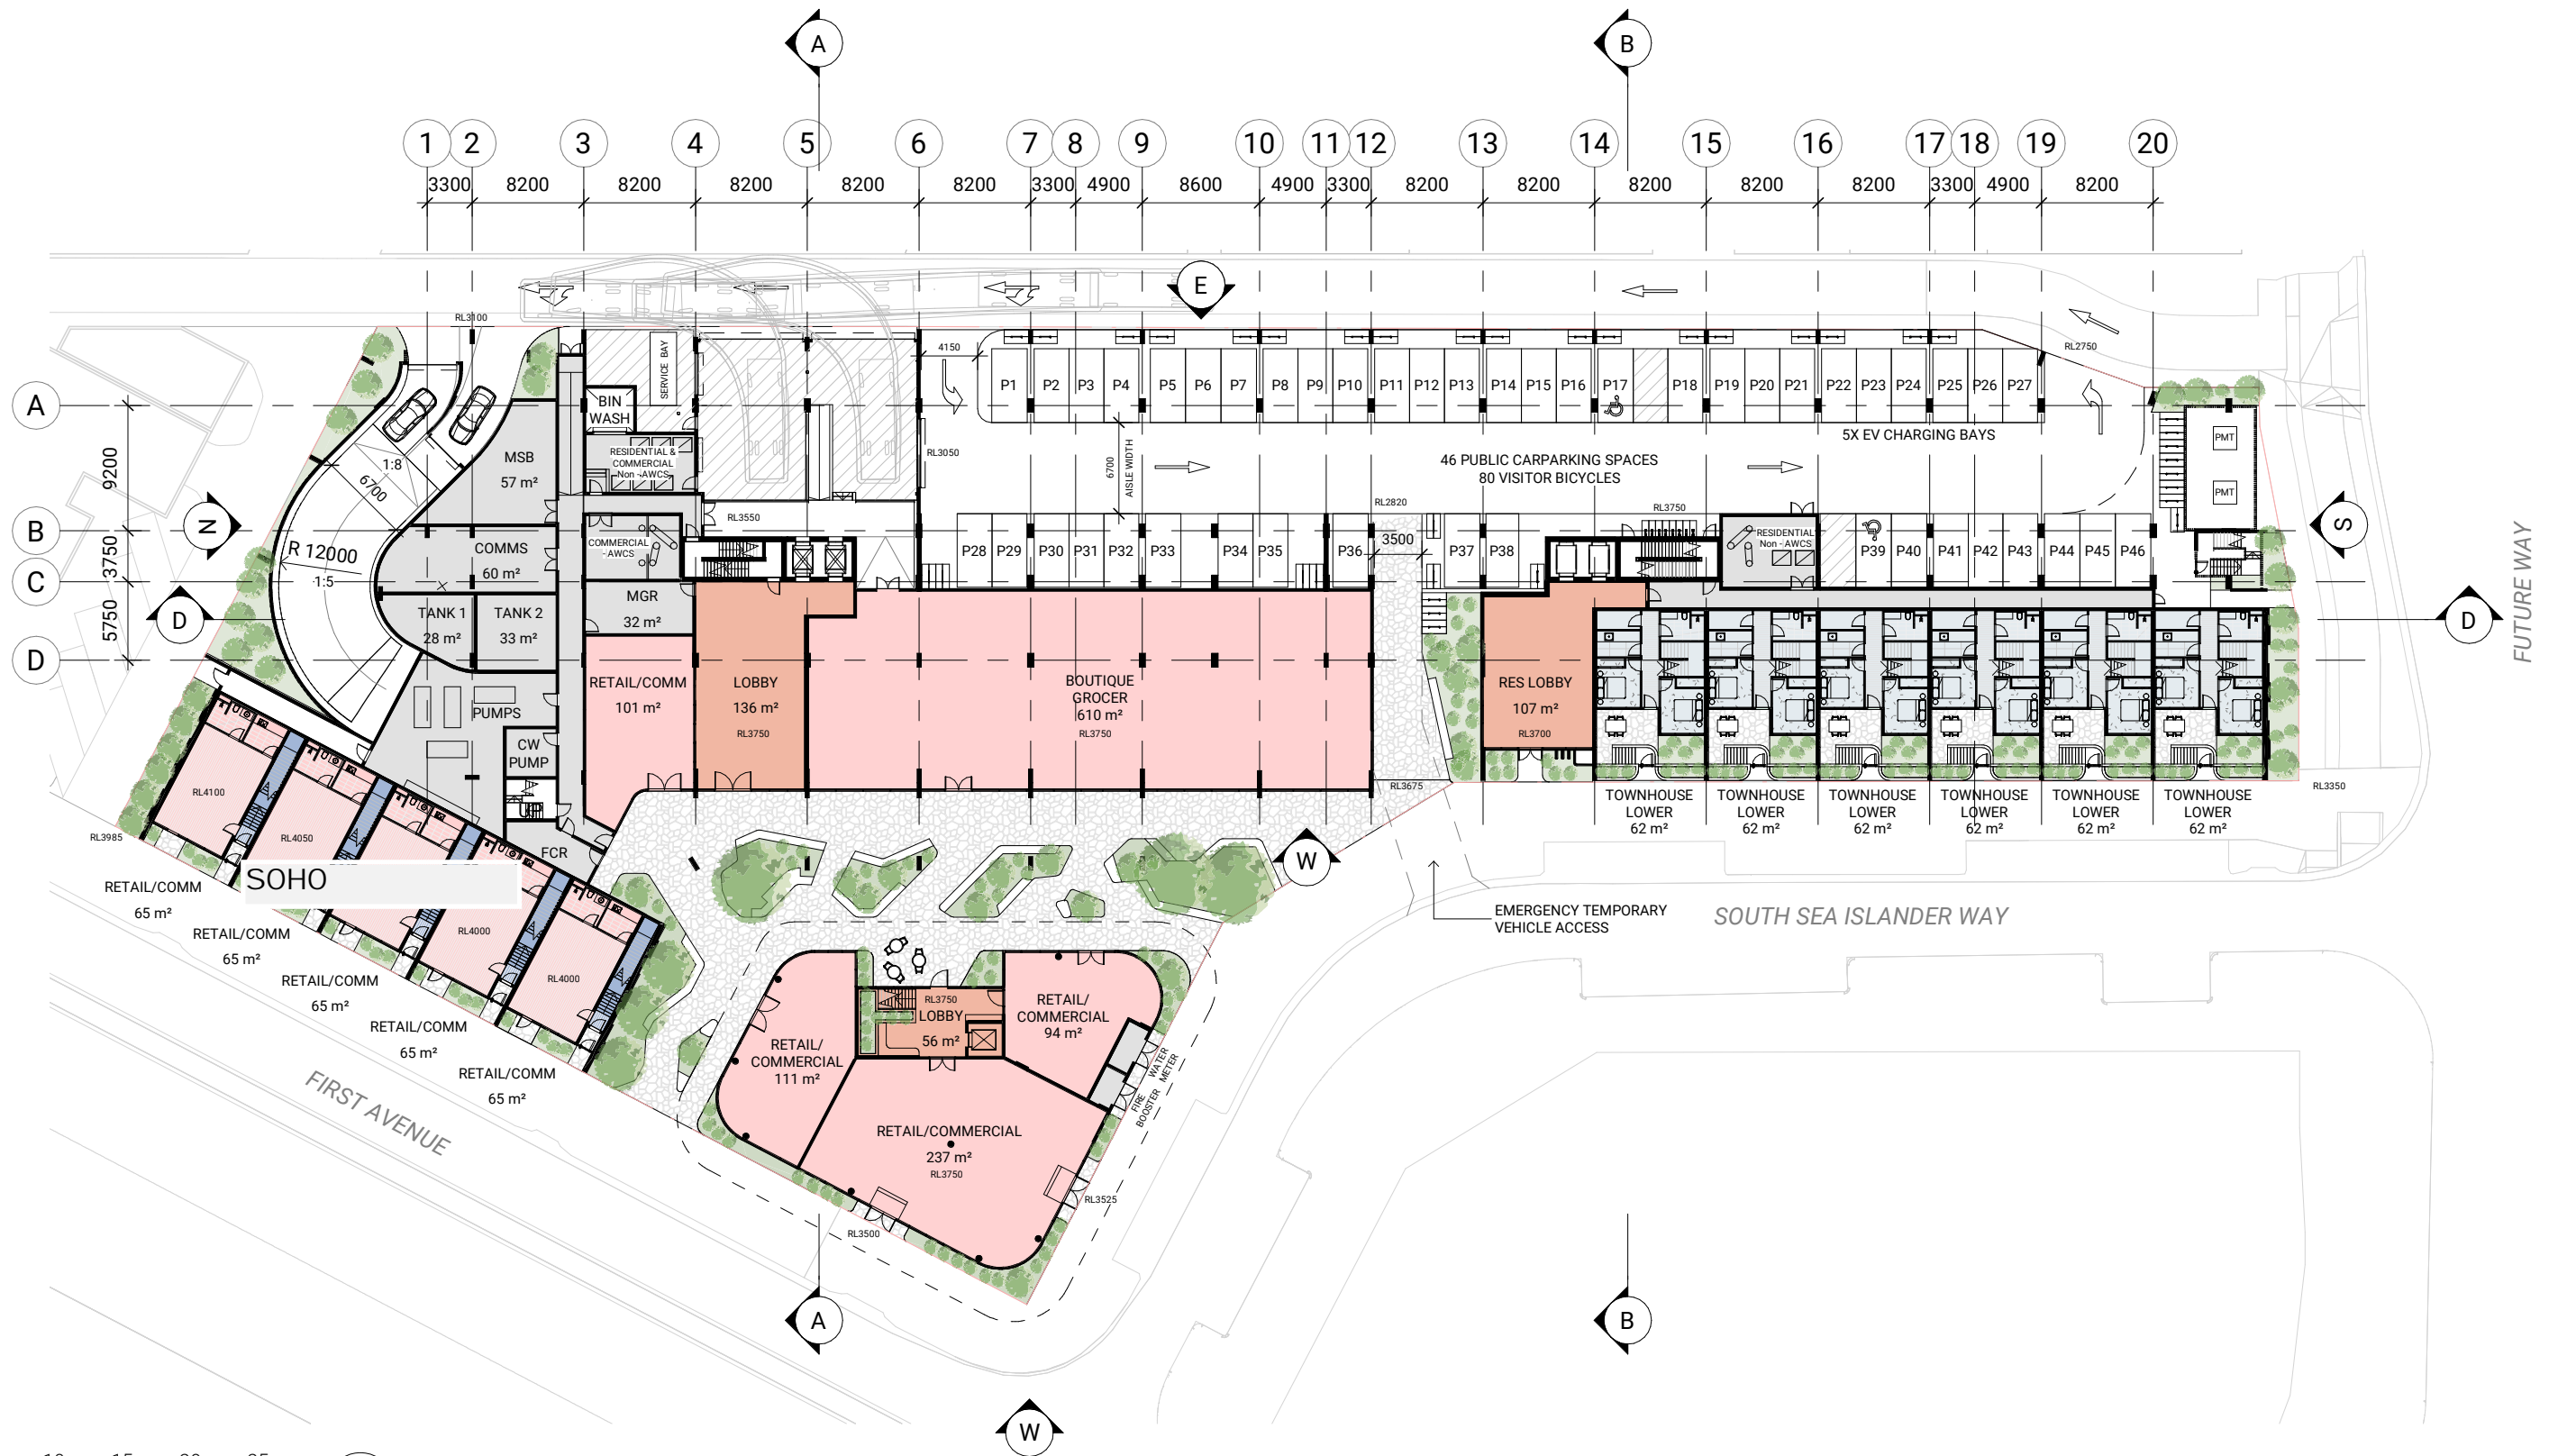 A
B
1 2 3 4 5 6 7 8 9 10 11 12 13 14 15 16 17 18 19 20
3300 8200 8200 8200 8200 8200 3300 4900 8600 4900 3300 8200 8200 8200 8200 8200 3300 4900 8200
E
RL3100
SERVICE BAY
4150
RL2750
P1 P2 P3 P4 P5 P6 P7 P8 P9 P10 P11 P12 P13 P14 P15 P16 P17 P18 P19 P20 P21 P22 P23 P24 P25 P26 P27
A
BIN
WASH
5X EV CHARGING BAYS
PMT
9200
1:8
MSB
57 m²
RESIDENTIAL &
COMMERCIAL
Non -AWCS
RL3050
6700
AISLE WIDTH
46 PUBLIC CARPARKING SPACES
80 VISITOR BICYCLES
6700
PMT
RL2820
RL3750
RL3550
N
S
B
3750
R 12000
1:5
COMMS
60 m²
COMMERCIAL
- AWCS
3500
RESIDENTIAL
Non - AWCS
P28 P29 P30 P31 P32 P33 P34 P35 P36 P37 P38 P39 P40 P41 P42 P43 P44 P45 P46
C
FUTURE WAY
5750
D
TANK 1
28 m²
TANK 2
33 m²
MGR
32 m²
D
D
RETAIL/COMM
101 m²
LOBBY
136 m²
RL3750
BOUTIQUE
GROCER
610 m²
RL3750
RES LOBBY
107 m²
RL3700
PUMPS
CW
PUMP
RL4100
RL3675
RL3350
TOWNHOUSE
LOWER
62 m²
TOWNHOUSE
LOWER
62 m²
TOWNHOUSE
LOWER
62 m²
TOWNHOUSE
LOWER
62 m²
TOWNHOUSE
LOWER
62 m²
TOWNHOUSE
LOWER
62 m²
RL3985
RL4050
FCR
W
SOHO
RETAIL/COMM
65 m²
RETAIL/COMM
65 m²
RETAIL/COMM
65 m²
RETAIL/COMM
65 m²
RETAIL/COMM
65 m²
RL4000
RL4000
EMERGENCY TEMPORARY
VEHICLE ACCESS
SOUTH SEA ISLANDER WAY
RL3750
LOBBY
56 m²
RETAIL/
COMMERCIAL
94 m²
RETAIL/
COMMERCIAL
111 m²
WATER
METER
FIRE
BOOSTER
FIRST AVENUE
RETAIL/COMMERCIAL
237 m²
RL3750
RL3525
RL3500
A
B
W